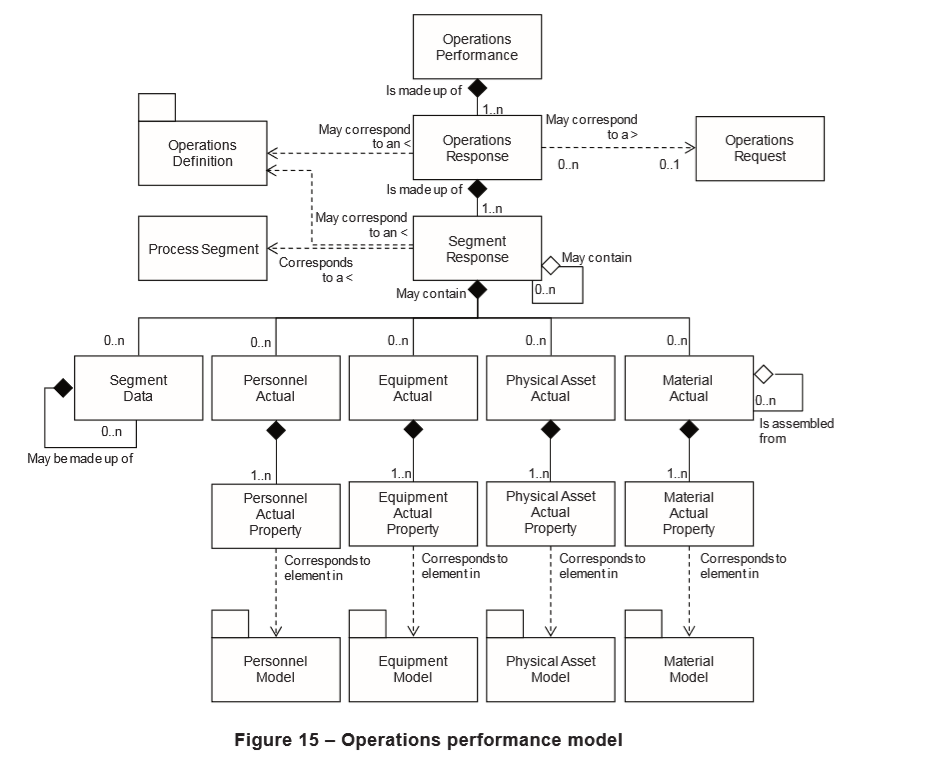 Operations
Performance
Is made up of
1..n
May correspond
to an <
Operations
Definition
Operations
Response
May correspond
to a >
0..n
0..1
Operations
Request
Is made up of
1..n
May correspond
to an <
Process Segment
Corresponds
to a <
Segment
Response
May contain
0..n
May contain
0..n
0..n
0..n
0..n
0..n
Segment
Data
0..n
May be made up of
Personnel
Actual
Equipment
Actual
Physical Asset
Actual
Material
Actual
0..n
Is assembled
from
1..n
1..n
1..n
1..n
Personnel
Actual
Property
Equipment
Actual
Property
Physical Asset
Actual
Property
Material
Actual
Property
Corresponds to
element in
Corresponds to
element in
Corresponds to
element in
Corresponds to
element in
Personnel
Model
Equipment
Model
Physical Asset
Model
Material
Model
Figure 15 – Operations performance model